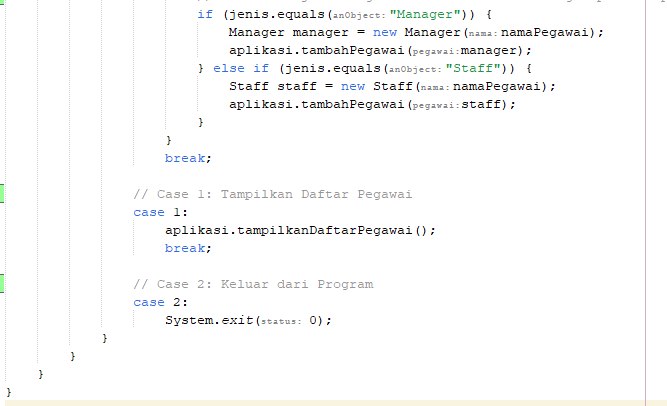 if (jenis.equals(anObject: "Manager")) {
Manager manager = new Manager(nama: namaPegawai);
aplikasi.tambahPegawai(pegawai: manager);
} else if (jenis.equals(anObject: "Staff")) {
Staff staff = new Staff(nama: namaPegawai);
aplikasi.tambahPegawai(pegawai: staff);
}
}
break;
// Case 1: Tampilkan Daftar Pegawai
case 1:
aplikasi.tampilkanDaftarPegawai();
break;
// Case 2: Keluar dari Program
case 2:
System.exit(status: 0);
}
}
}
}